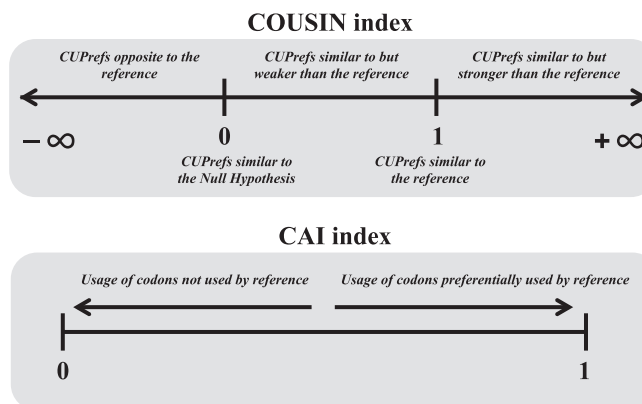 COUSIN index
CUPrefs opposite to the
reference
CUPrefs similar to but
weaker than the reference
CUPrefs similar to but
stronger than the reference
– ∞
0
1
+ ∞
CUPrefs similar to
the Null Hypothesis
CUPrefs similar to
the reference
CAI index
Usage of codons not used by reference
Usage of codons preferentially used by reference
0
1